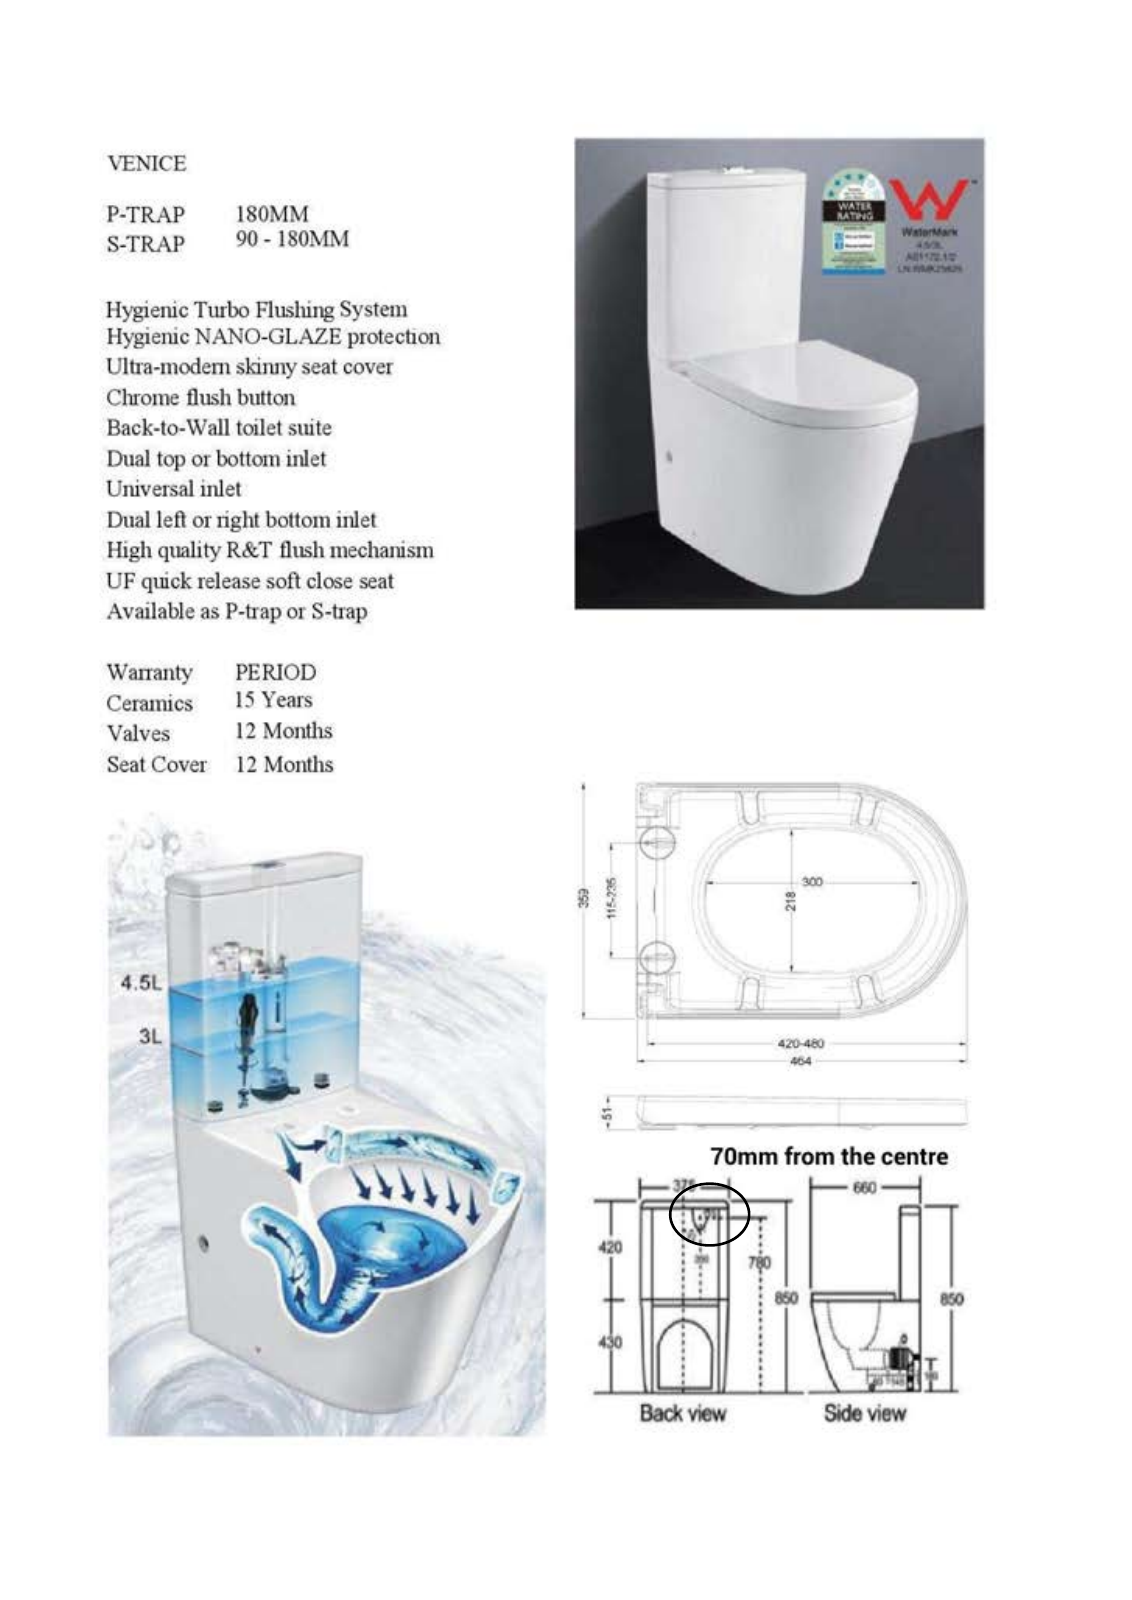 VENICE
P-TRAP 180MM
S-TRAP 90 - 180MM
Hygienic Turbo Flushing System
Hygienic NANO-GLAZE protection
Ultra-modern skinny seat cover
Chrome flush button
Back-to-Wall toilet suite
Dual top or bottom inlet
Universal inlet
Dual left or right bottom inlet
High quality R&T flush mechanism
UF quick release soft close seat
Available as P-trap or S-trap
Warranty PERIOD
Ceramics 15 Years
Valves 12 Months
Seat Cover 12 Months
WATER
RATING
W
WaterMark
4.5/3L
AS1172.1/2
4.5L
3L
359
115-235
300
218
420-480
464
51
70mm from the centre
375
660
420
780
850
850
430
Back view
Side view